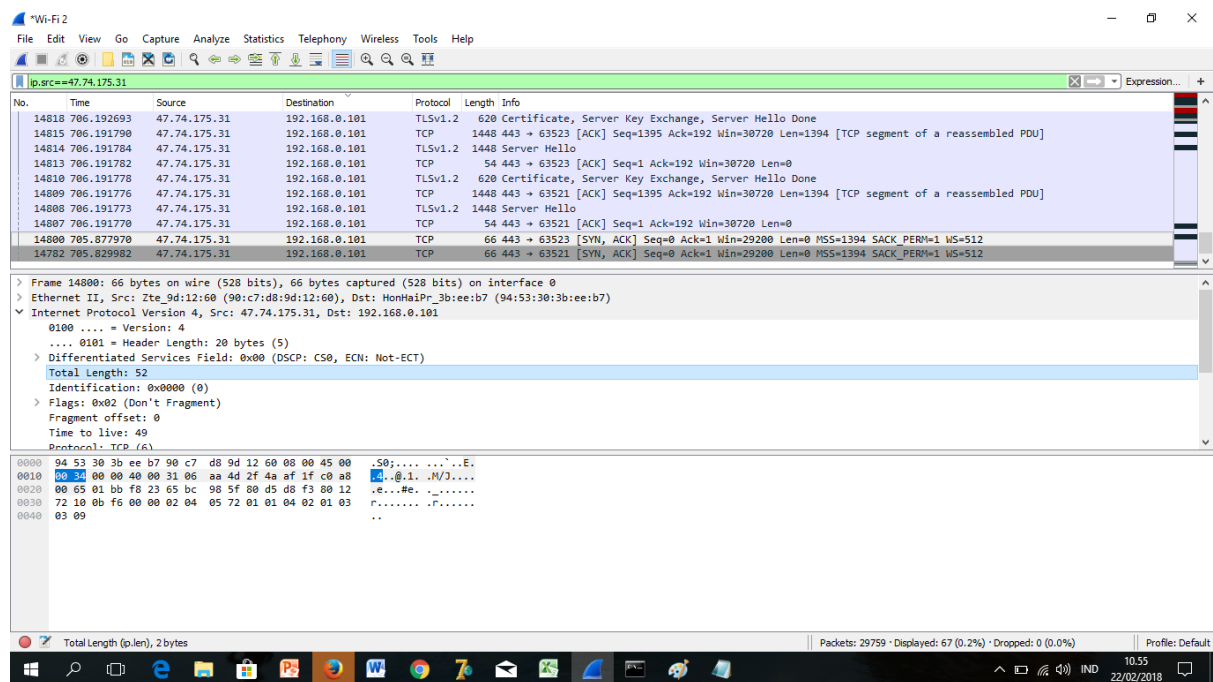 *Wi-Fi 2
File Edit View Go Capture Analyze Statistics Telephony Wireless Tools Help
ip.src==47.74.175.31 Expression... +
No. Time Source Destination Protocol Length Info
14818 706.192693 47.74.175.31 192.168.0.101 TLSv1.2 620 Certificate, Server Key Exchange, Server Hello Done
14815 706.191790 47.74.175.31 192.168.0.101 TCP 1448 443 → 63523 [ACK] Seq=1395 Ack=192 Win=30720 Len=1394 [TCP segment of a reassembled PDU]
14814 706.191784 47.74.175.31 192.168.0.101 TLSv1.2 1448 Server Hello
14813 706.191782 47.74.175.31 192.168.0.101 TCP 54 443 → 63523 [ACK] Seq=1 Ack=192 Win=30720 Len=0
14810 706.191778 47.74.175.31 192.168.0.101 TLSv1.2 620 Certificate, Server Key Exchange, Server Hello Done
14809 706.191776 47.74.175.31 192.168.0.101 TCP 1448 443 → 63521 [ACK] Seq=1395 Ack=192 Win=30720 Len=1394 [TCP segment of a reassembled PDU]
14808 706.191773 47.74.175.31 192.168.0.101 TLSv1.2 1448 Server Hello
14807 706.191770 47.74.175.31 192.168.0.101 TCP 54 443 → 63521 [ACK] Seq=1 Ack=192 Win=30720 Len=0
14800 705.877970 47.74.175.31 192.168.0.101 TCP 66 443 → 63523 [SYN, ACK] Seq=0 Ack=1 Win=29200 Len=0 MSS=1394 SACK_PERM=1 WS=512
14782 705.829982 47.74.175.31 192.168.0.101 TCP 66 443 → 63521 [SYN, ACK] Seq=0 Ack=1 Win=29200 Len=0 MSS=1394 SACK_PERM=1 WS=512
> Frame 14800: 66 bytes on wire (528 bits), 66 bytes captured (528 bits) on interface 0
> Ethernet II, Src: Zte_9d:12:60 (90:c7:d8:9d:12:60), Dst: HonHaiPr_3b:ee:b7 (94:53:30:3b:ee:b7)
Internet Protocol Version 4, Src: 47.74.175.31, Dst: 192.168.0.101
0100 .... = Version: 4
.... 0101 = Header Length: 20 bytes (5)
> Differentiated Services Field: 0x00 (DSCP: CS0, ECN: Not-ECT)
Total Length: 52
Identification: 0x0000 (0)
> Flags: 0x02 (Don't Fragment)
Fragment offset: 0
Time to live: 49
Protocol: TCP (6)
0000 94 53 30 3b ee b7 90 c7 d8 9d 12 60 08 00 45 00 .S0;.... ...`..E.
0010 00 34 00 00 40 00 31 06 aa 4d 2f 4a af 1f c0 a8 .4..@.1. .M/J....
0020 00 65 01 bb f8 23 65 bc 98 5f 80 d5 d8 f3 80 12 .e...#e. ._......
0030 72 10 0b f6 00 00 02 04 05 72 01 01 04 02 01 03 r....... .r......
0040 03 09 ..
Total Length (ip.len), 2 bytes Packets: 29759 · Displayed: 67 (0.2%) · Dropped: 0 (0.0%) Profile: Default
IND 10.55
22/02/2018